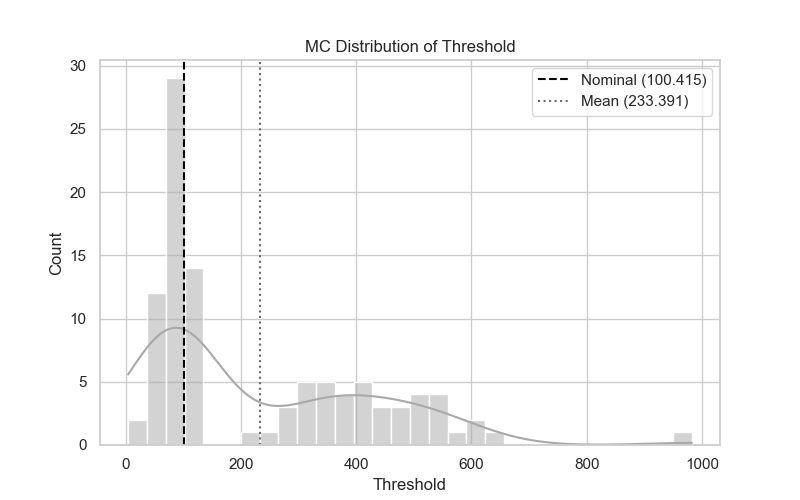 MC Distribution of Threshold
Nominal (100.415)
Mean (233.391)
Count
30
25
20
15
10
5
0
0 200 400 600 800 1000
Threshold